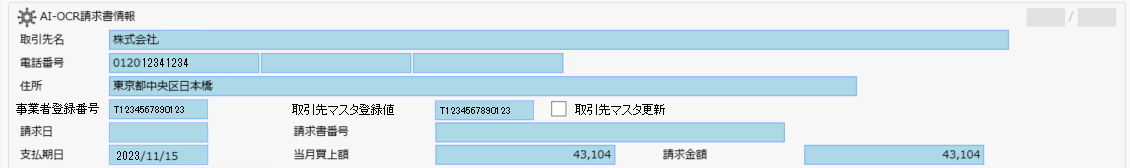 AI-OCR請求書情報 /
取引先名 株式会社.
電話番号 012012341234
住所 東京都中央区日本橋
事業者登録番号 T1234567890123 取引先マスタ登録値 T1234567890123 取引先マスタ更新
請求日 請求書番号
支払期日 2023/11/15 当月買上額 43,104 請求金額 43,104